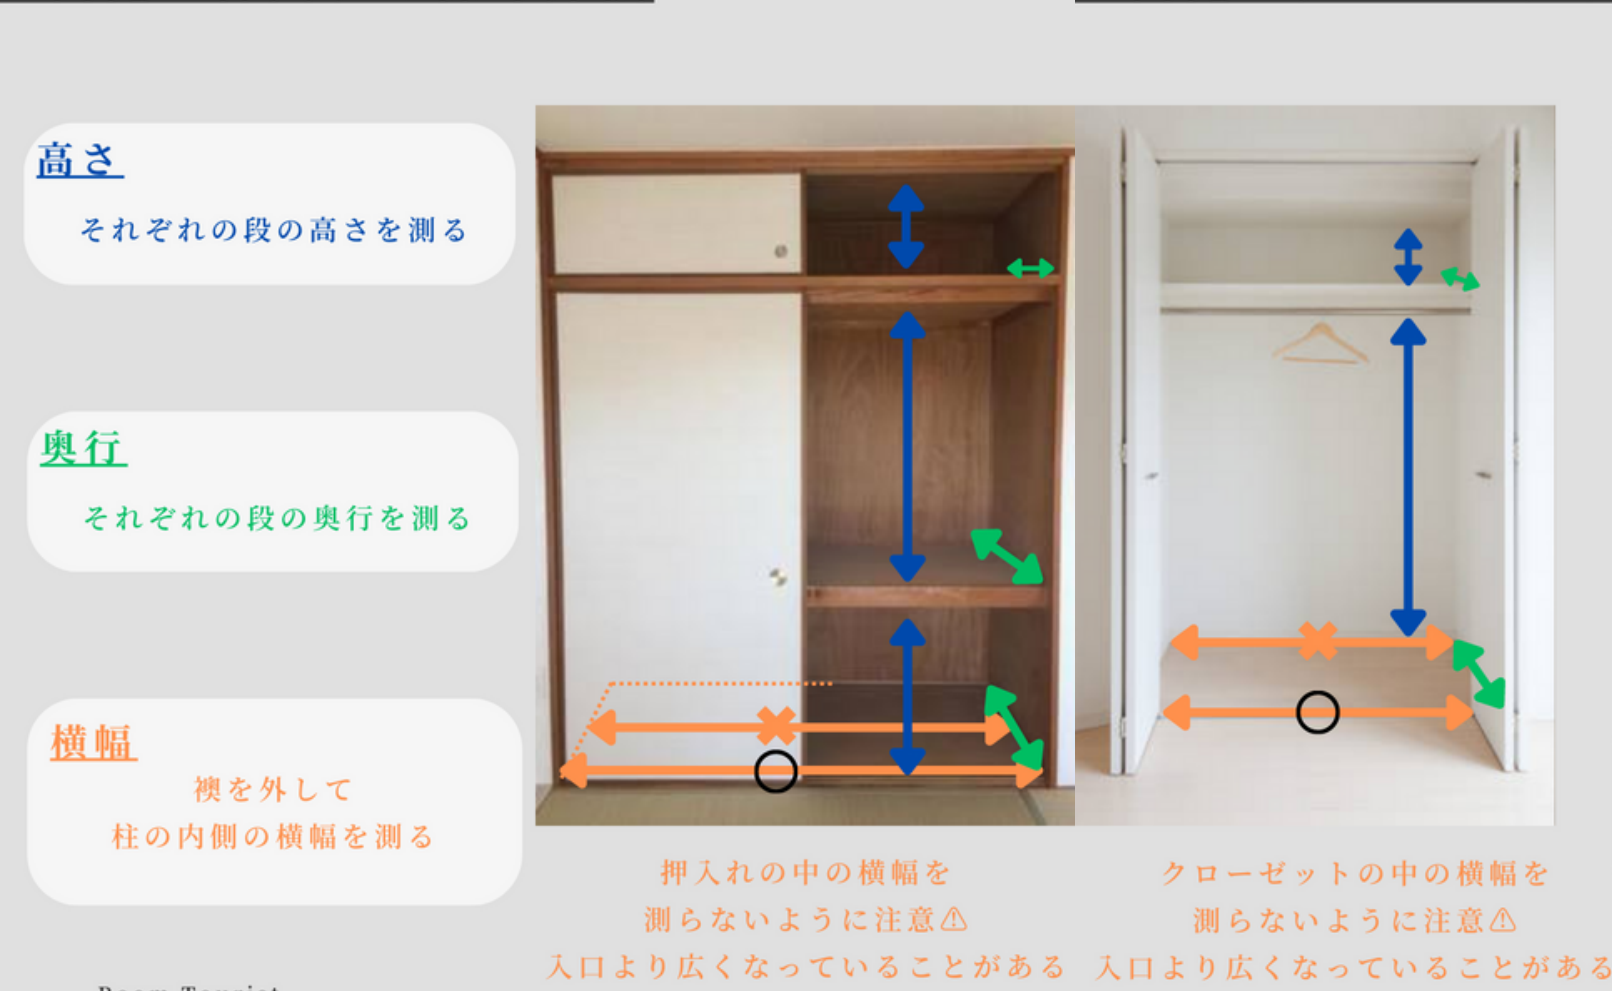 高さ
それぞれの段の高さを測る
奥行
それぞれの段の奥行を測る
横幅
襖を外して
柱の内側の横幅を測る
押入れの中の横幅を
測らないように注意⚠
入口より広くなっていることがある
クローゼットの中の横幅を
測らないように注意⚠
入口より広くなっていることがある
Room Tourist